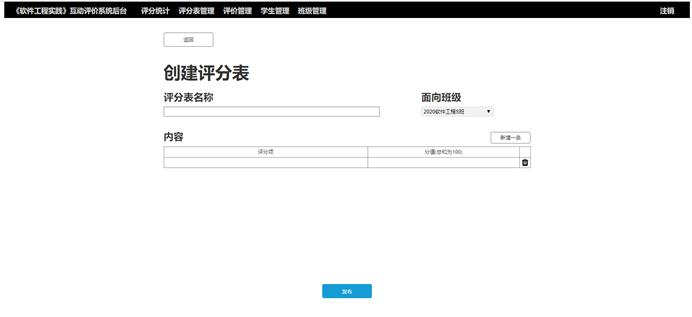 《软件工程实践》互动评价系统后台 评分统计 评分表管理 评价管理 学生管理 班级管理 注销
返回
创建评分表
评分表名称 面向班级
2020软件工程S班
内容 新增一条
评分项 分值(总和为100)
发布